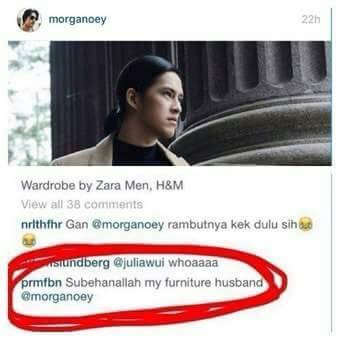 morganoey
22h
Wardrobe by Zara Men, H&M
View all 38 comments
nrlthfhr Gan @morganoey rambutnya kek dulu sih😂
😂
slundberg @juliawui whoaaaa
prmfbn Subehanallah my furniture husband
@morganoey